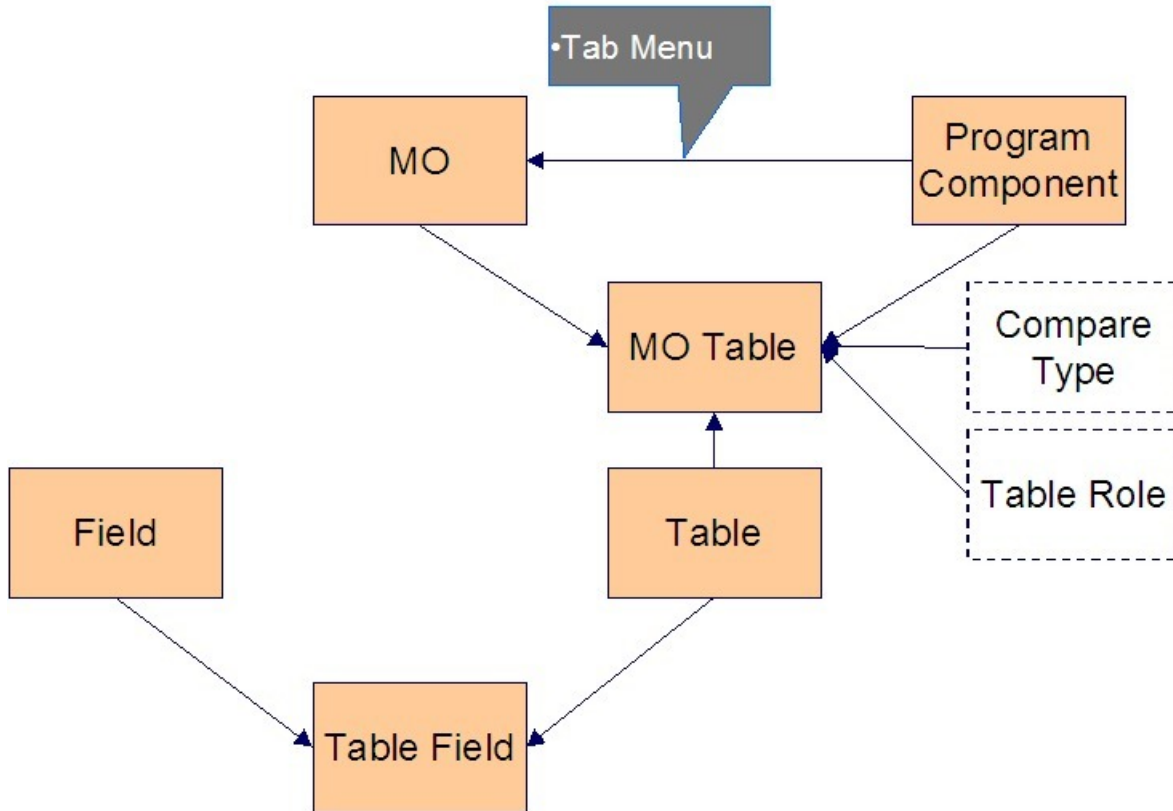 •Tab Menu
MO
Program
Component
MO Table
Compare
Type
Table Role
Field
Table
Table Field